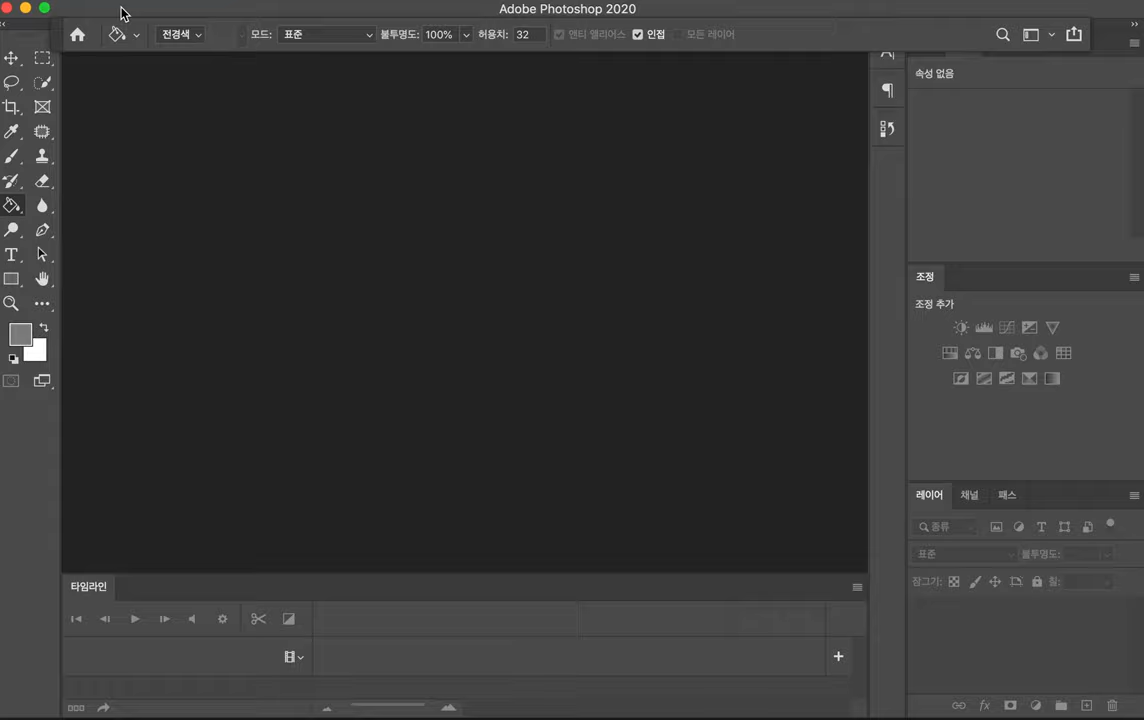 Adobe Photoshop 2020
전경색 모드: 표준 불투명도: 100% 허용치: 32 앤티 앨리어스 인접 모든 레이어
속성 없음
조정
조정 추가
레이어 채널 패스
종류
표준 불투명도:
잠그기: 칠:
타임라인